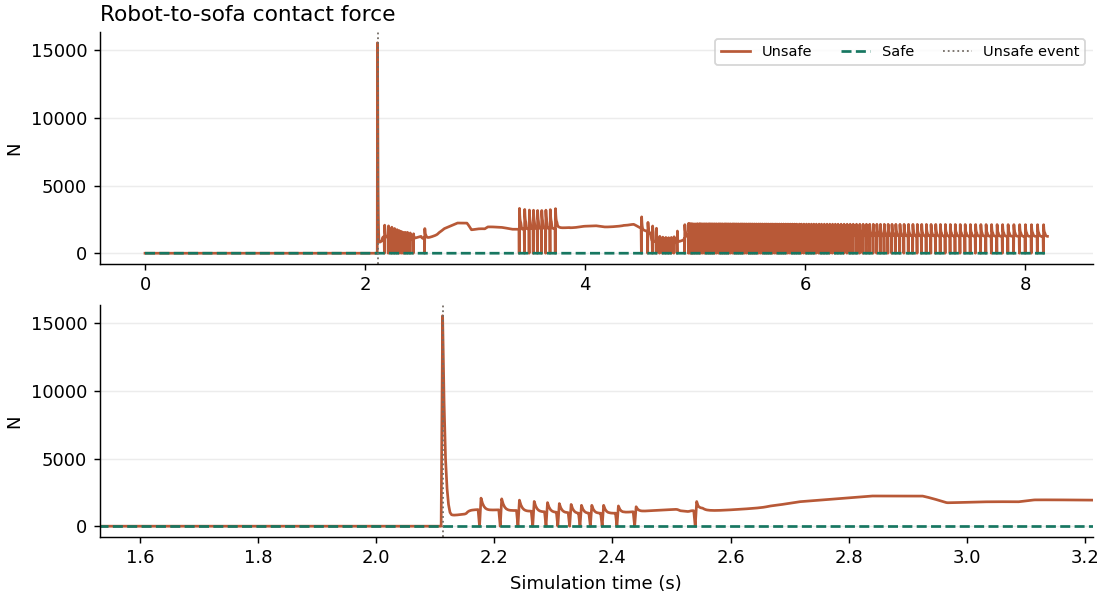 Robot-to-sofa contact force
Unsafe Safe Unsafe event
15000
10000
5000
0
N
0 2 4 6 8
15000
10000
5000
0
N
1.6 1.8 2.0 2.2 2.4 2.6 2.8 3.0 3.2
Simulation time (s)